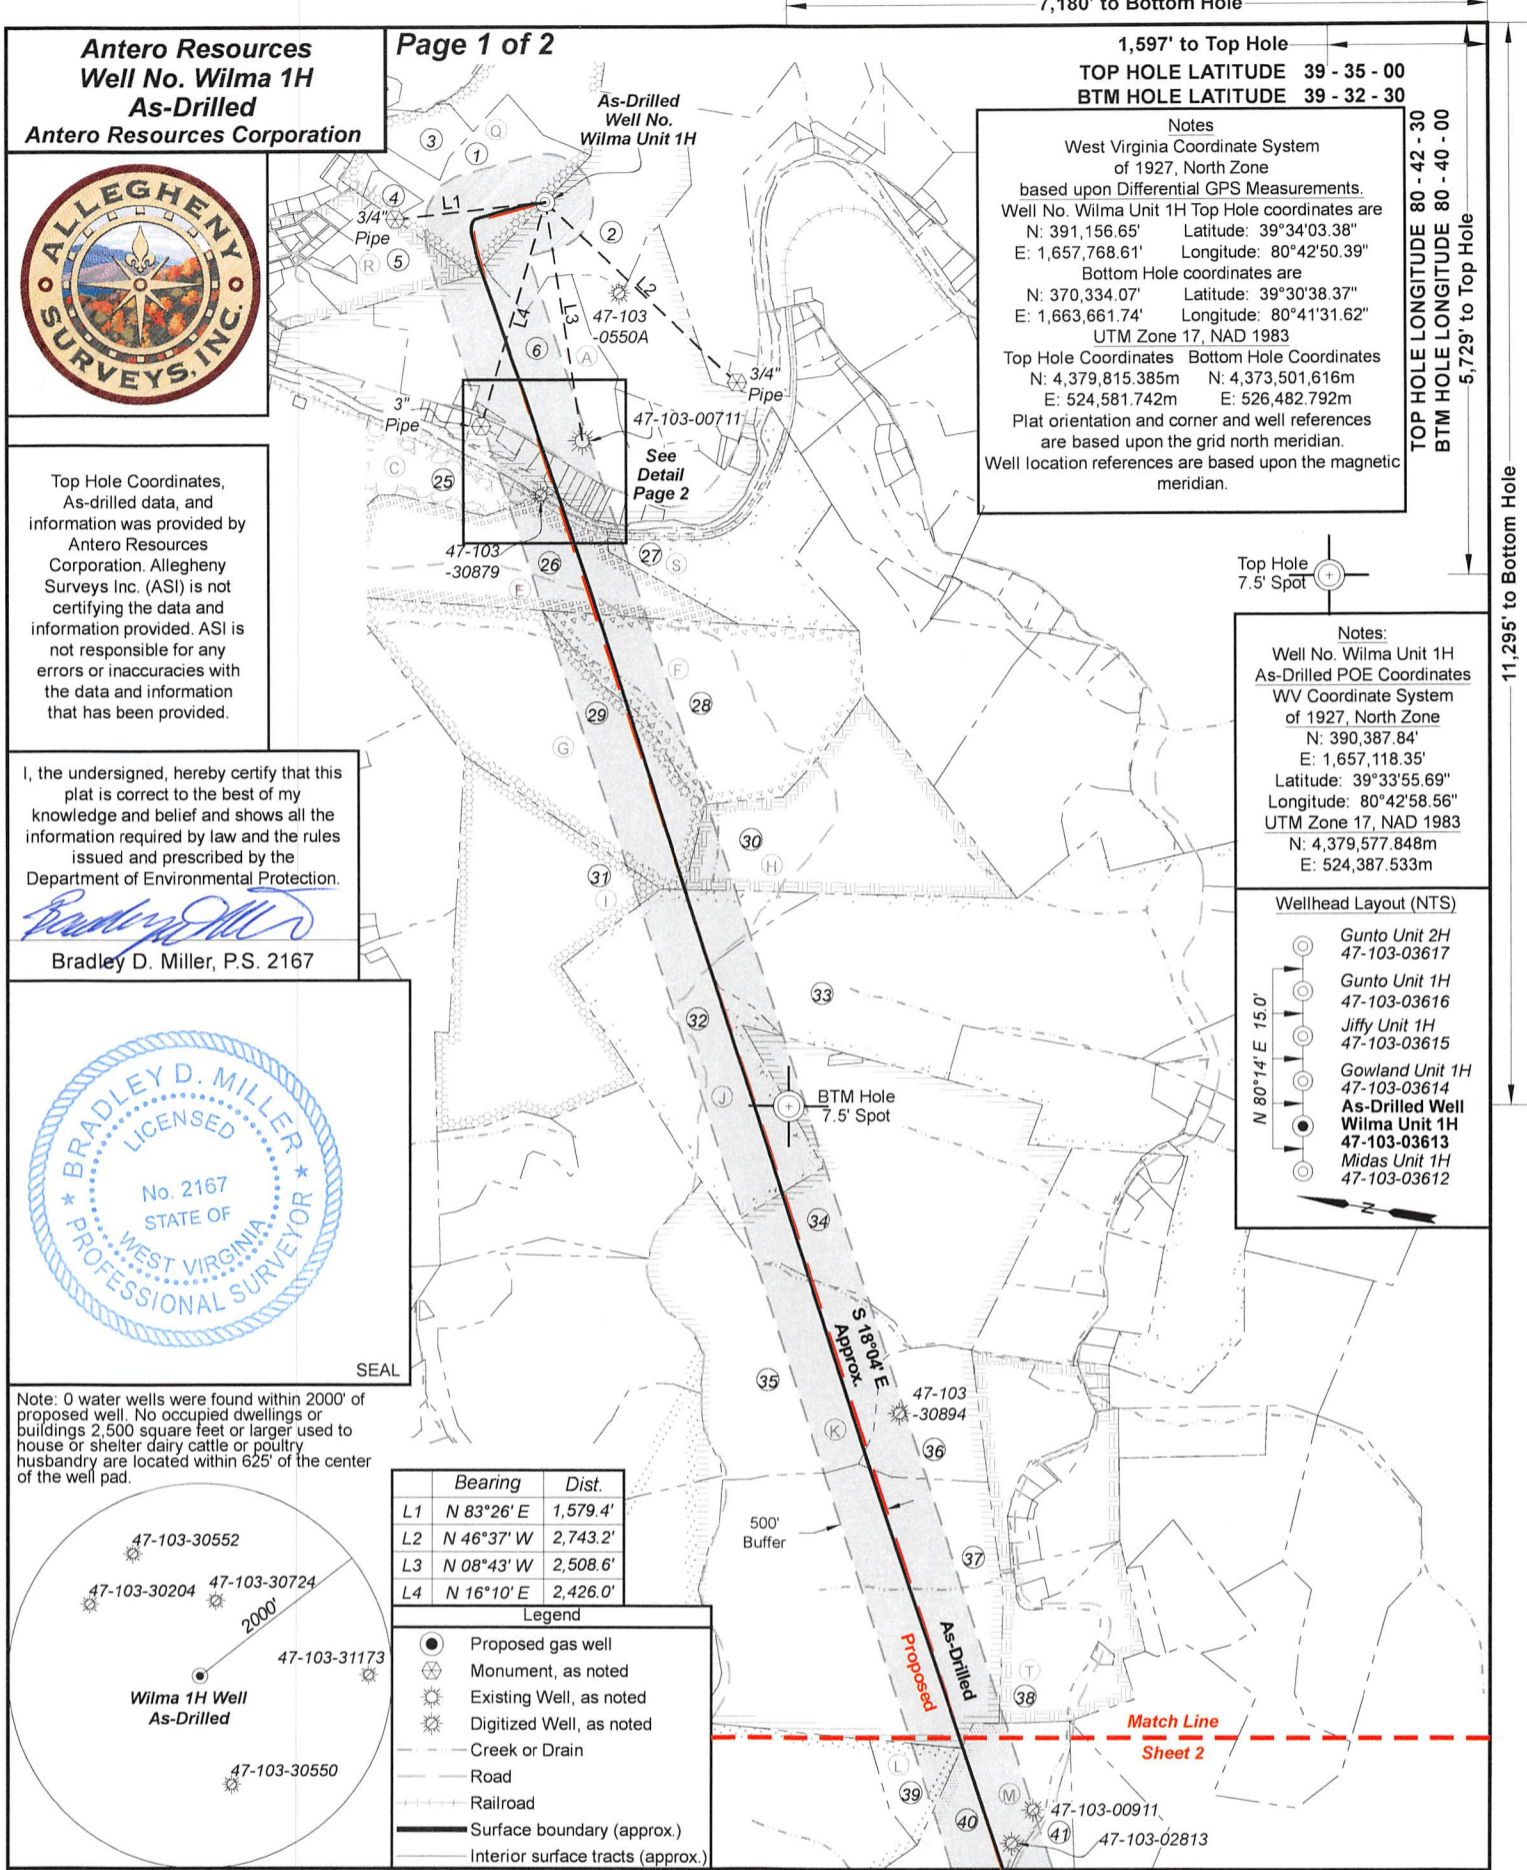 7,180' to Bottom Hole
Antero Resources
Well No. Wilma 1H
As-Drilled
Antero Resources Corporation
Page 1 of 2
1,597' to Top Hole
TOP HOLE LATITUDE 39 - 35 - 00
BTM HOLE LATITUDE 39 - 32 - 30
TOP HOLE LONGITUDE 80 - 42 - 30
BTM HOLE LONGITUDE 80 - 40 - 00
5,729' to Top Hole
11,295' to Bottom Hole
ALLEGHENY
SURVEYS, INC.
As-Drilled
Well No.
Wilma Unit 1H
Notes
West Virginia Coordinate System
of 1927, North Zone
based upon Differential GPS Measurements.
Well No. Wilma Unit 1H Top Hole coordinates are
N: 391,156.65' Latitude: 39°34'03.38"
E: 1,657,768.61' Longitude: 80°42'50.39"
Bottom Hole coordinates are
N: 370,334.07' Latitude: 39°30'38.37"
E: 1,663,661.74' Longitude: 80°41'31.62"
UTM Zone 17, NAD 1983
Top Hole Coordinates Bottom Hole Coordinates
N: 4,379,815.385m N: 4,373,501,616m
E: 524,581.742m E: 526,482.792m
Plat orientation and corner and well references
are based upon the grid north meridian.
Well location references are based upon the magnetic
meridian.
3
Q
1
4
3/4"
Pipe
L1
2
R
5
L2
47-103
-0550A
L4
L3
6
A
3/4"
Pipe
3"
Pipe
47-103-00711
See
Detail
Page 2
C
25
47-103
-30879
26
27
S
E
Top Hole
7.5' Spot
Top Hole Coordinates,
As-drilled data, and
information was provided by
Antero Resources
Corporation. Allegheny
Surveys Inc. (ASI) is not
certifying the data and
information provided. ASI is
not responsible for any
errors or inaccuracies with
the data and information
that has been provided.
F
28
29
G
Notes:
Well No. Wilma Unit 1H
As-Drilled POE Coordinates
WV Coordinate System
of 1927, North Zone
N: 390,387.84'
E: 1,657,118.35'
Latitude: 39°33'55.69"
Longitude: 80°42'58.56"
UTM Zone 17, NAD 1983
N: 4,379,577.848m
E: 524,387.533m
I, the undersigned, hereby certify that this
plat is correct to the best of my
knowledge and belief and shows all the
information required by law and the rules
issued and prescribed by the
Department of Environmental Protection.
Bradley D. Miller, P.S. 2167
30
H
31
I
Wellhead Layout (NTS)
Gunto Unit 2H
47-103-03617
Gunto Unit 1H
47-103-03616
Jiffy Unit 1H
47-103-03615
Gowland Unit 1H
47-103-03614
As-Drilled Well
Wilma Unit 1H
47-103-03613
Midas Unit 1H
47-103-03612
N 80°14' E 15.0'
N
33
32
J
BTM Hole
7.5' Spot
BRADLEY D. MILLER
LICENSED
No. 2167
STATE OF
WEST VIRGINIA
PROFESSIONAL SURVEYOR
SEAL
34
S 18°04' E
Approx.
35
47-103
-30894
K
36
500'
Buffer
37
Note: 0 water wells were found within 2000' of
proposed well. No occupied dwellings or
buildings 2,500 square feet or larger used to
house or shelter dairy cattle or poultry
husbandry are located within 625' of the center
of the well pad.
Bearing Dist.
L1 N 83°26' E 1,579.4'
L2 N 46°37' W 2,743.2'
L3 N 08°43' W 2,508.6'
L4 N 16°10' E 2,426.0'
47-103-30552
47-103-30204
47-103-30724
2000'
47-103-31173
Wilma 1H Well
As-Drilled
47-103-30550
Legend
Proposed gas well
Monument, as noted
Existing Well, as noted
Digitized Well, as noted
Creek or Drain
Road
Railroad
Surface boundary (approx.)
Interior surface tracts (approx.)
Proposed
As-Drilled
T
38
Match Line
Sheet 2
L
39
M
40
41
47-103-00911
47-103-02813